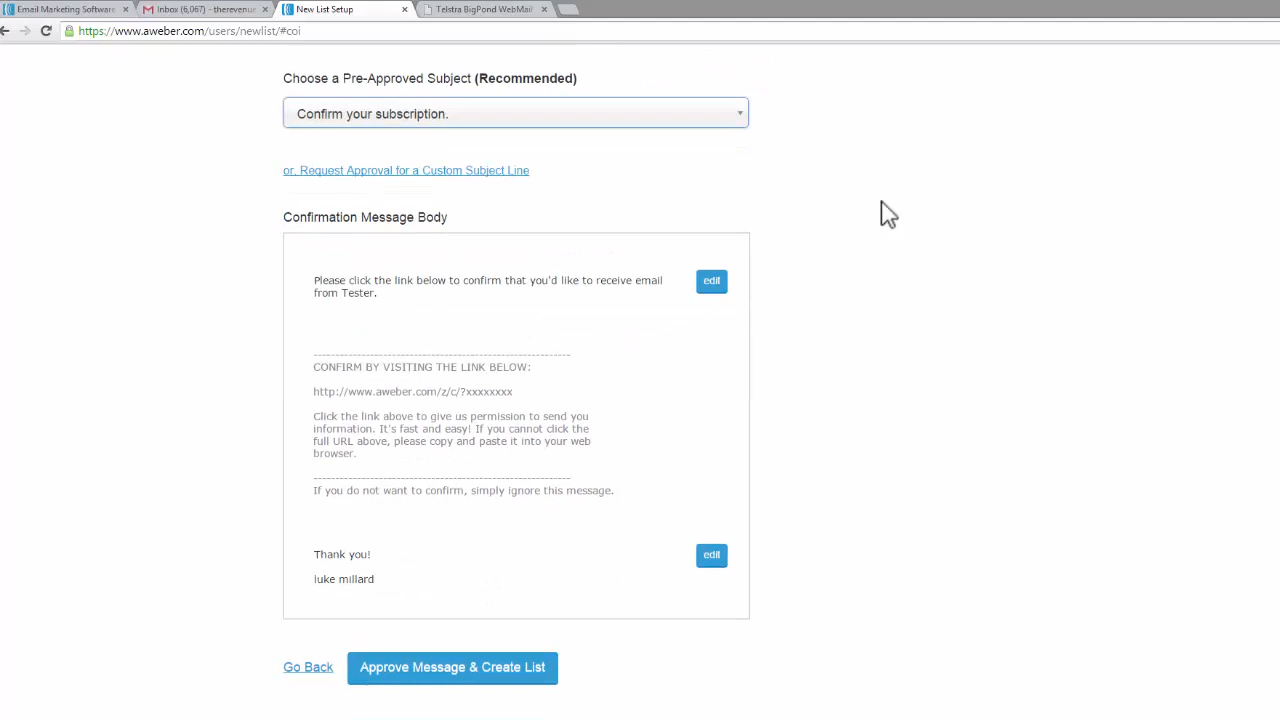 Email Marketing Software
Inbox (6,067) - therevenue
New List Setup
Telstra BigPond WebMail
https://www.aweber.com/users/newlist/#coi
Choose a Pre-Approved Subject (Recommended)
Confirm your subscription.
or, Request Approval for a Custom Subject Line
Confirmation Message Body
Please click the link below to confirm that you'd like to receive email
from Tester.
edit
------------------------------------------------------------
CONFIRM BY VISITING THE LINK BELOW:
http://www.aweber.com/z/c/?xxxxxxxx
Click the link above to give us permission to send you
information. It's fast and easy! If you cannot click the
full URL above, please copy and paste it into your web
browser.
------------------------------------------------------------
If you do not want to confirm, simply ignore this message.
Thank you!
edit
luke millard
Go Back
Approve Message & Create List